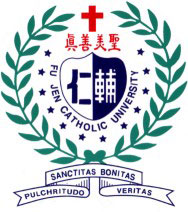 眞善美聖
FU JEN CATHOLIC UNIVERSITY
仁輔
SANCTITAS BONITAS
PULCHRITUDO VERITAS